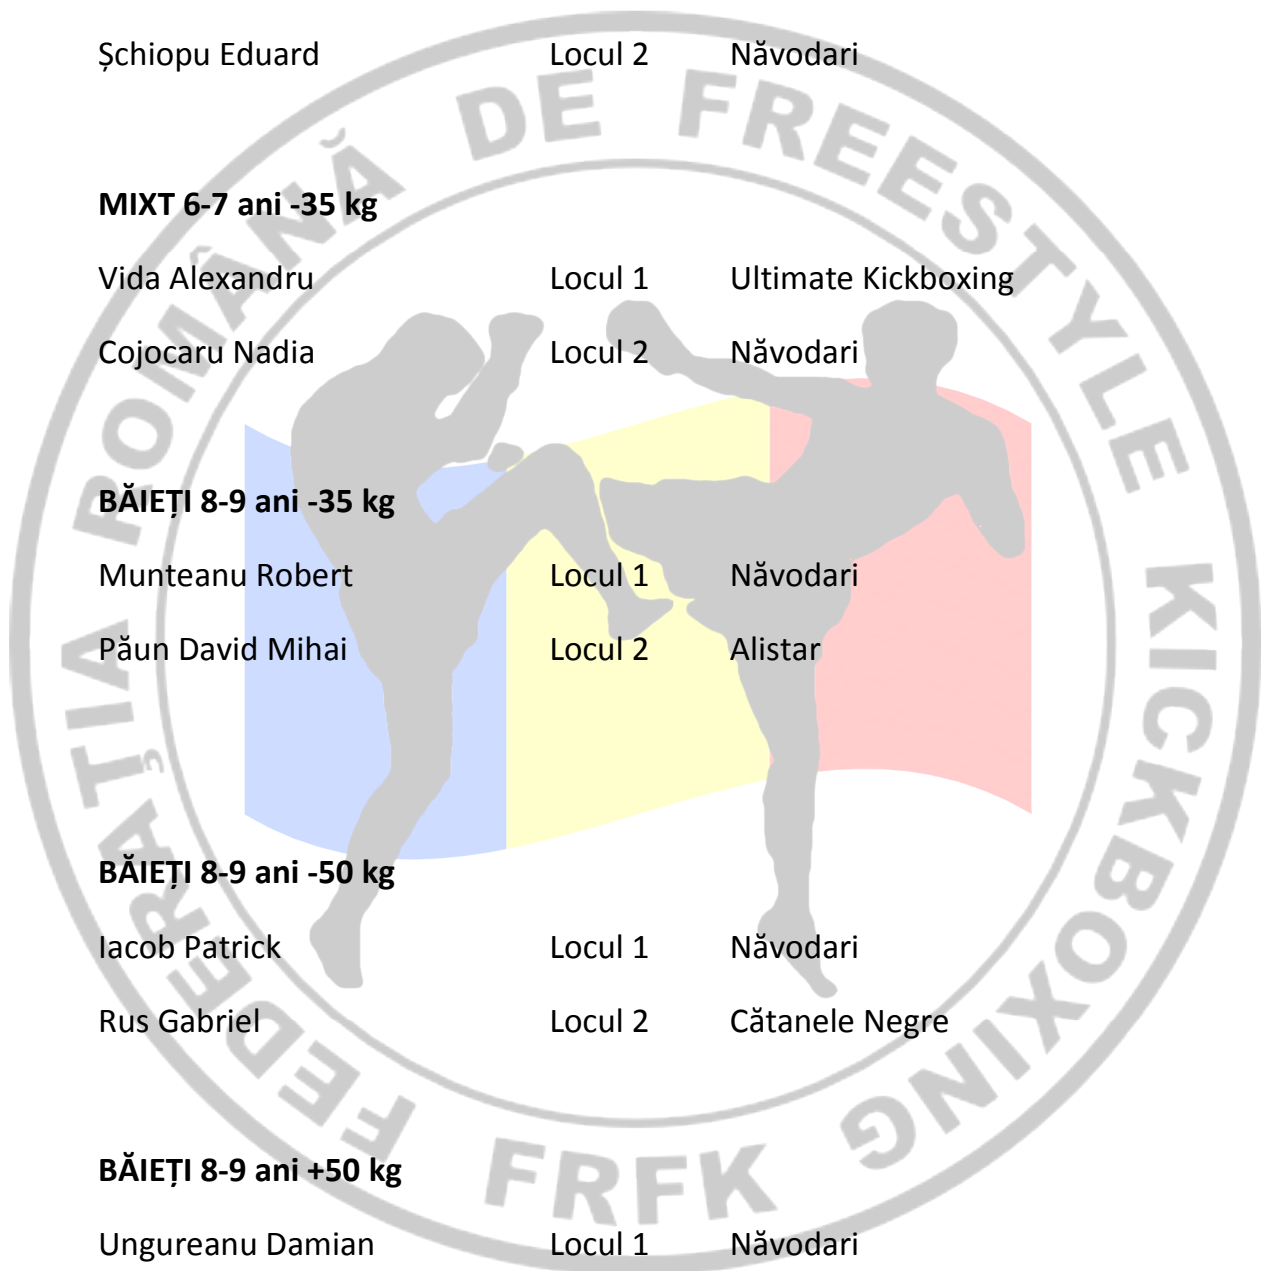 Șchiopu Eduard Locul 2 Năvodari
MIXT 6-7 ani -35 kg
Vida Alexandru Locul 1 Ultimate Kickboxing
Cojocaru Nadia Locul 2 Năvodari
BĂIEȚI 8-9 ani -35 kg
Munteanu Robert Locul 1 Năvodari
Păun David Mihai Locul 2 Alistar
BĂIEȚI 8-9 ani -50 kg
Iacob Patrick Locul 1 Năvodari
Rus Gabriel Locul 2 Cătanele Negre
BĂIEȚI 8-9 ani +50 kg
Ungureanu Damian Locul 1 Năvodari
FEDERAȚIA ROMÂNĂ DE FREESTYLE KICKBOXING
FRFK